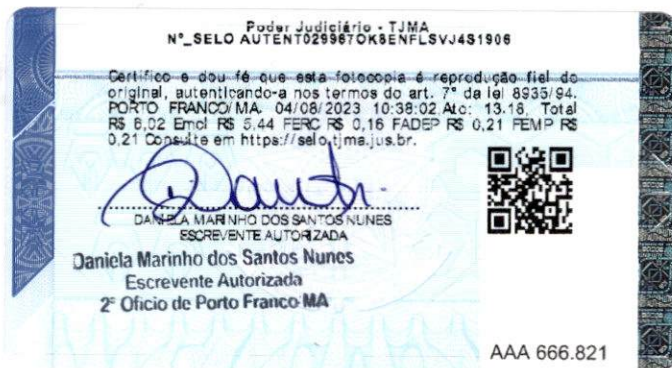 Poder Judiciário - TJMA
N°_SELO AUTENT029967OK8ENFLSVJ4S1906
Certifico e dou fé que esta fotocopia é reprodução fiel do
original, autenticando-a nos termos do art. 7° da lei 8935/94.
PORTO FRANCO/MA. 04/08/2023 10:38:02 Ato: 13.18, Total
R$ 6,02 Emol R$ 5,44 FERC R$ 0,16 FADEP R$ 0,21 FEMP R$
0,21 Consulte em https://selo.tjma.jus.br.
DANIELA MARINHO DOS SANTOS NUNES
ESCREVENTE AUTORIZADA
Daniela Marinho dos Santos Nunes
Escrevente Autorizada
2° Oficio de Porto Franco-MA
AAA 666.821